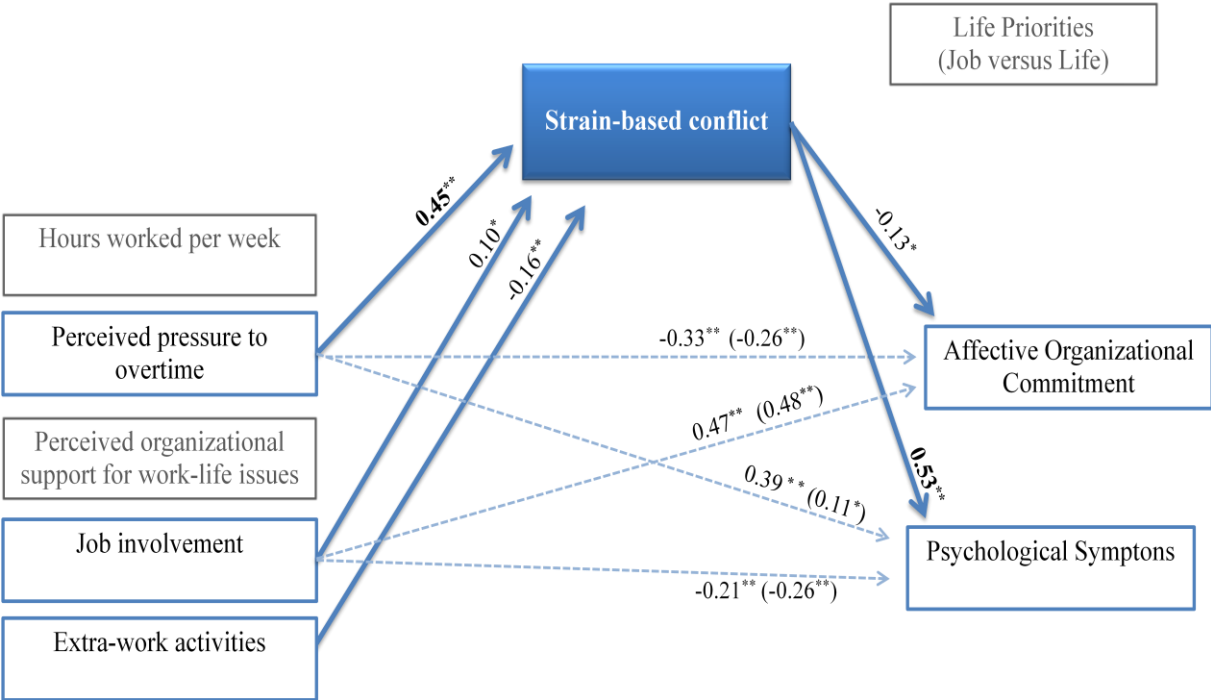 Life Priorities
(Job versus Life)
Strain-based conflict
0.45**
0.10*
-0.16**
-0.13*
Hours worked per week
Perceived pressure to
overtime
-0.33** (-0.26**)
Affective Organizational
Commitment
0.47** (0.48**)
Perceived organizational
support for work-life issues
0.39** (0.11*)
0.53**
Job involvement
Psychological Symptons
-0.21** (-0.26**)
Extra-work activities